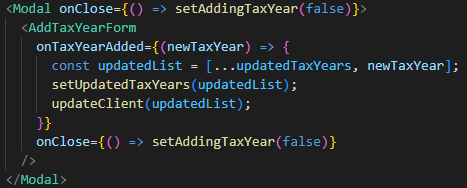 <Modal onClose={() => setAddingTaxYear(false)}>
<AddTaxYearForm
onTaxYearAdded={(newTaxYear) => {
const updatedList = [...updatedTaxYears, newTaxYear];
setUpdatedTaxYears(updatedList);
updateClient(updatedList);
}}
onClose={() => setAddingTaxYear(false)}
/>
</Modal>